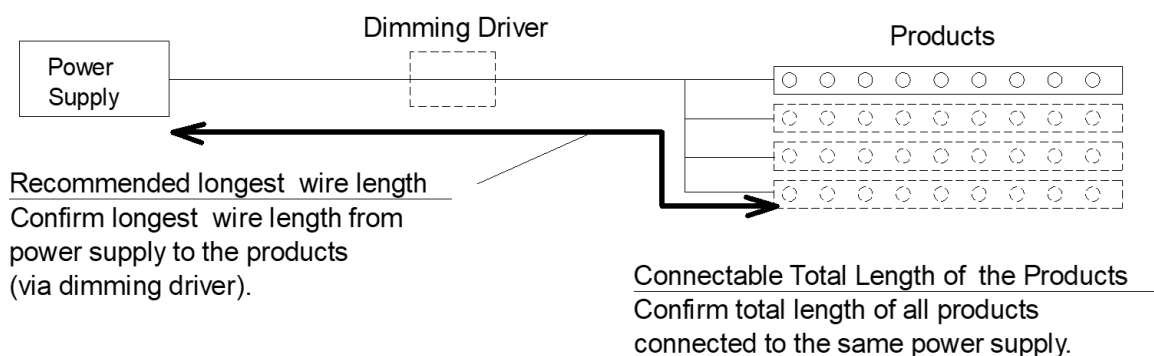 Dimming Driver
Products
Power
Supply
Recommended longest wire length
Confirm longest wire length from
power supply to the products
(via dimming driver).
Connectable Total Length of the Products
Confirm total length of all products
connected to the same power supply.